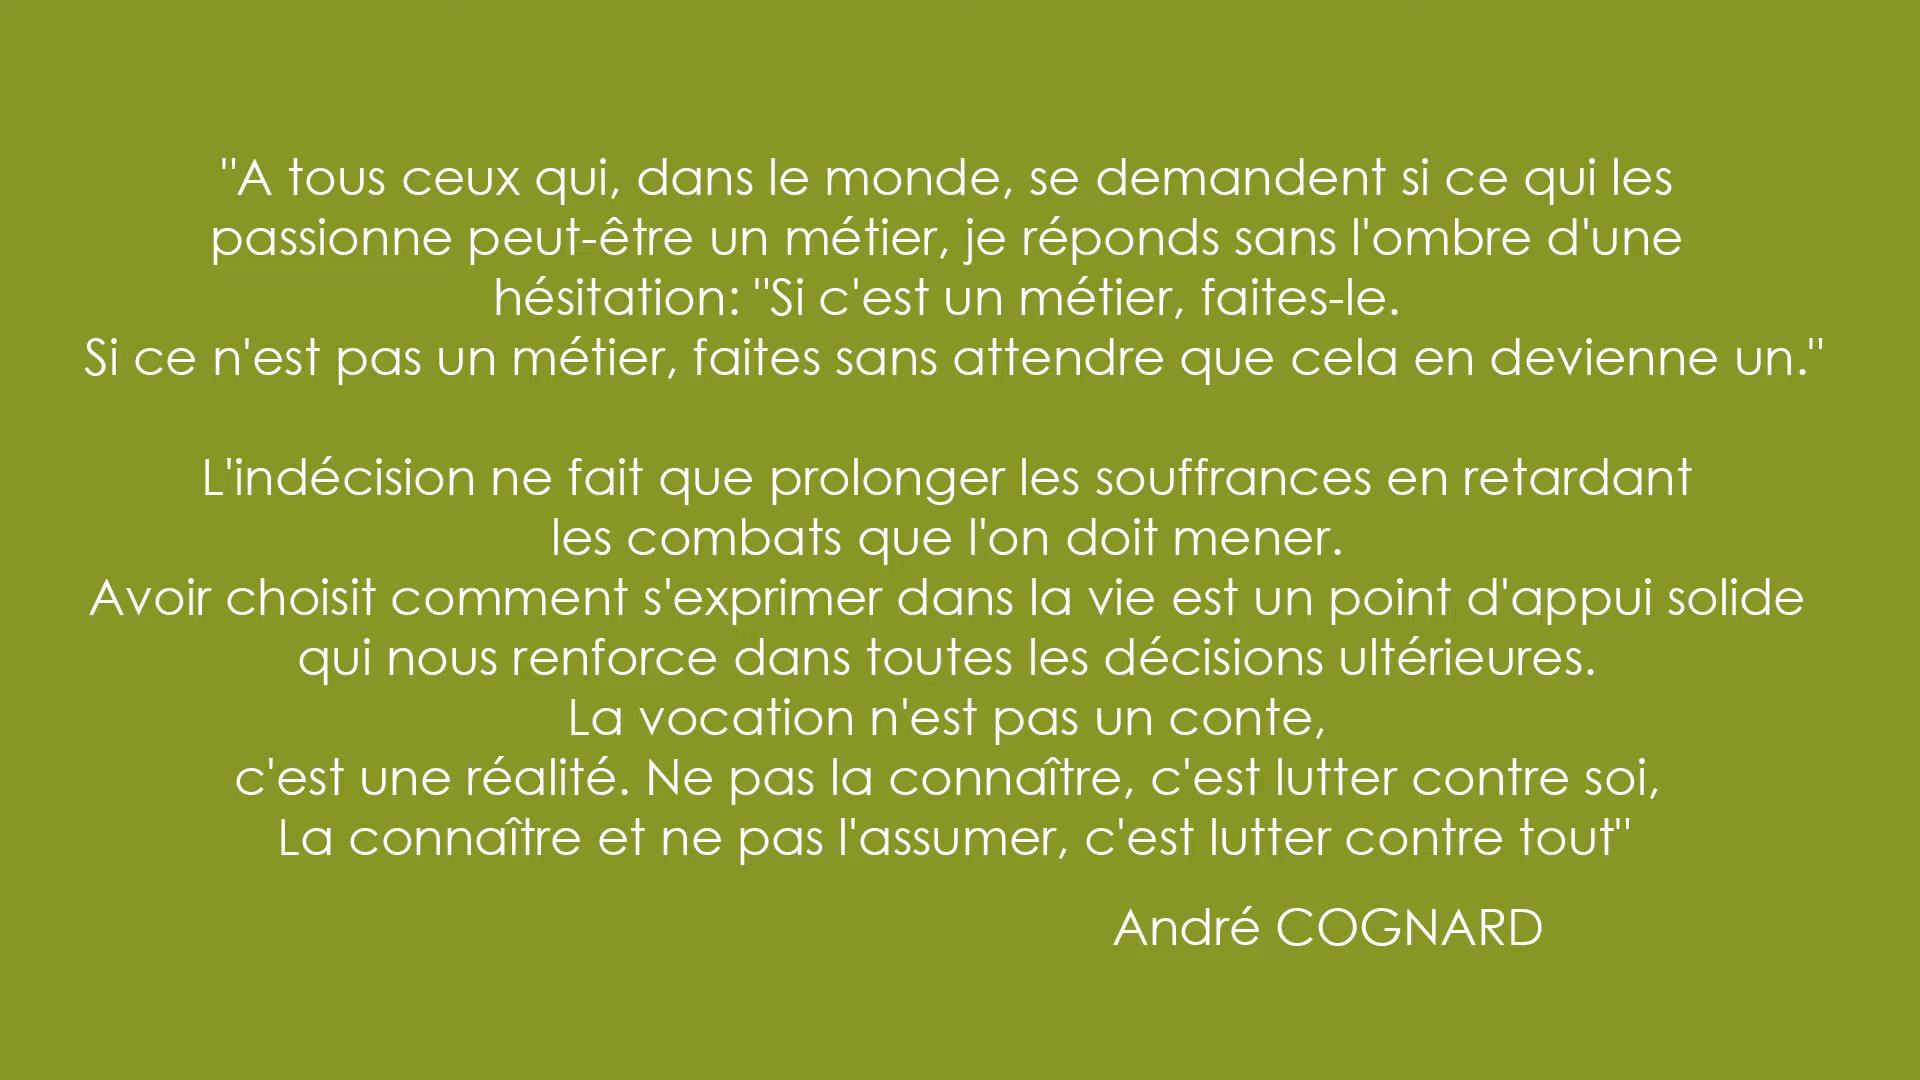 "A tous ceux qui, dans le monde, se demandent si ce qui les
passionne peut-être un métier, je réponds sans l'ombre d'une
hésitation: "Si c'est un métier, faites-le.
Si ce n'est pas un métier, faites sans attendre que cela en devienne un."
L'indécision ne fait que prolonger les souffrances en retardant
les combats que l'on doit mener.
Avoir choisit comment s'exprimer dans la vie est un point d'appui solide
qui nous renforce dans toutes les décisions ultérieures.
La vocation n'est pas un conte,
c'est une réalité. Ne pas la connaître, c'est lutter contre soi,
La connaître et ne pas l'assumer, c'est lutter contre tout"
André COGNARD